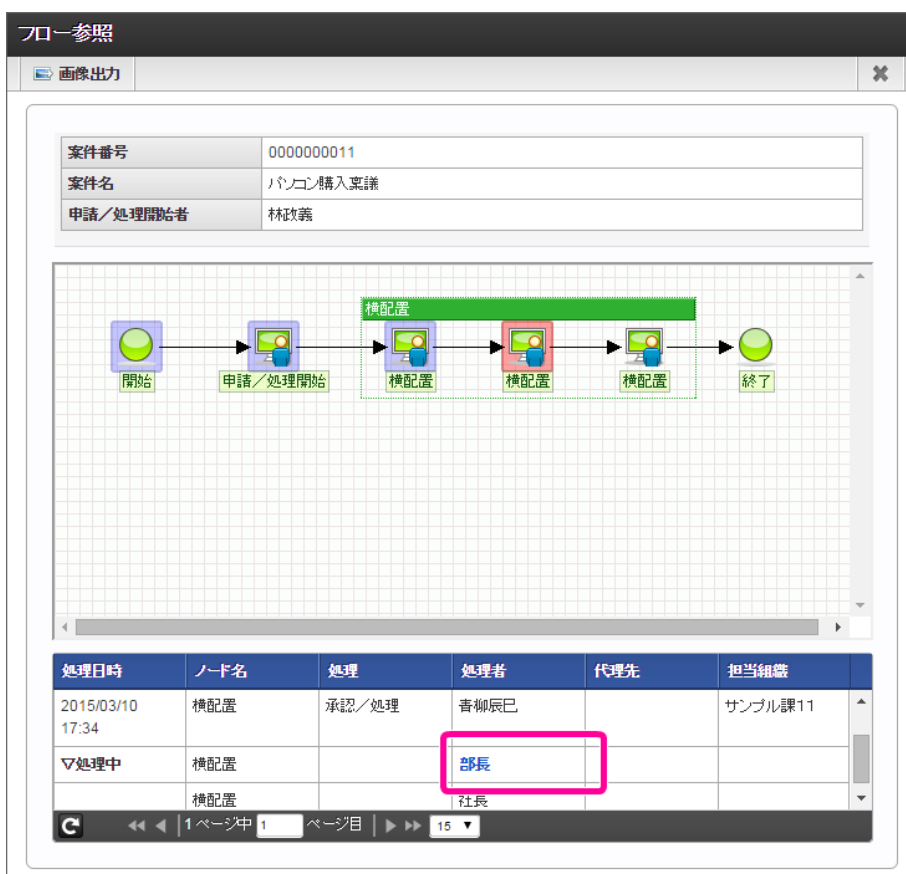 フロー参照
画像出力
案件番号 0000000011
案件名 パソコン購入稟議
申請／処理開始者 林政義
横配置
開始 申請／処理開始 横配置 横配置 横配置 終了
処理日時 ノード名 処理 処理者 代理先 担当組織
2015/03/10 横配置 承認／処理 青柳辰巳 サンプル課11
17:34
▽処理中 横配置 部長
横配置 社長
1 ページ中 1 ページ目 15